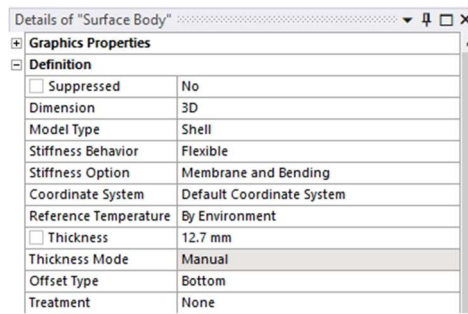 Details of "Surface Body"
Graphics Properties
Definition
Suppressed No
Dimension 3D
Model Type Shell
Stiffness Behavior Flexible
Stiffness Option Membrane and Bending
Coordinate System Default Coordinate System
Reference Temperature By Environment
Thickness 12.7 mm
Thickness Mode Manual
Offset Type Bottom
Treatment None